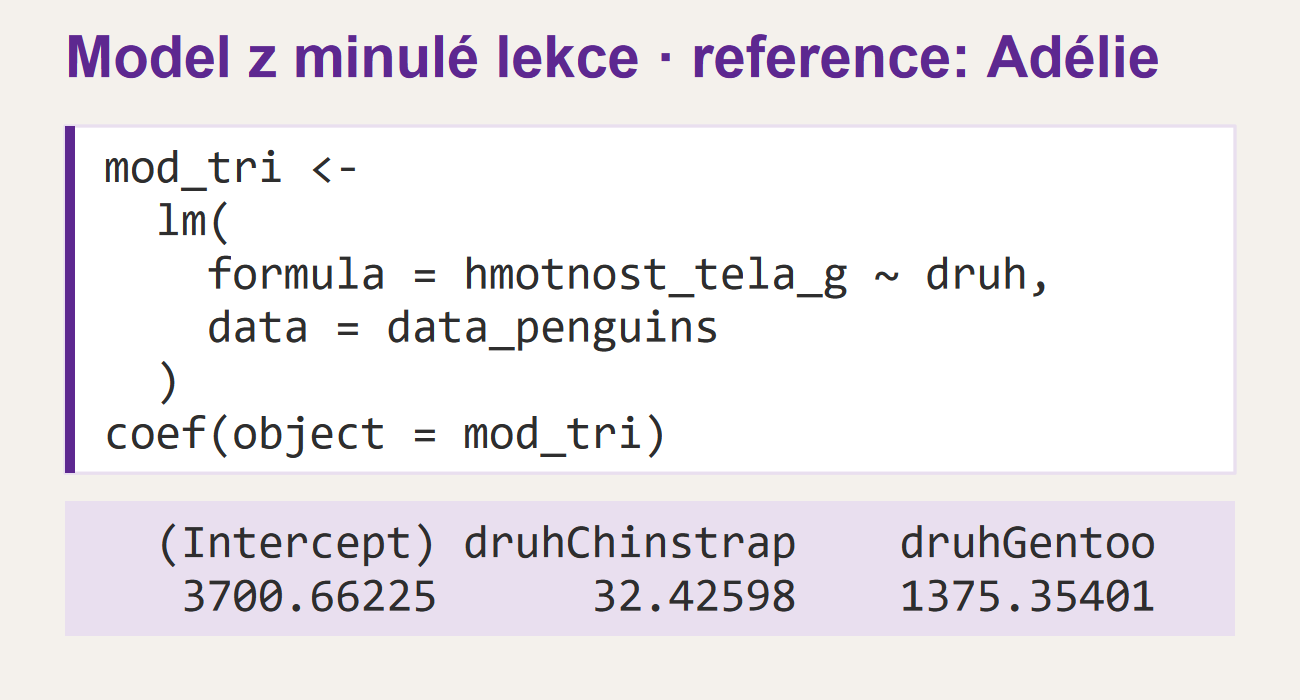 Model z minulé lekce · reference: Adélie
mod_tri <-
  lm(
    formula = hmotnost_tela_g ~ druh,
    data = data_penguins
  )
coef(object = mod_tri)
(Intercept) druhChinstrap    druhGentoo
3700.66225      32.42598    1375.35401